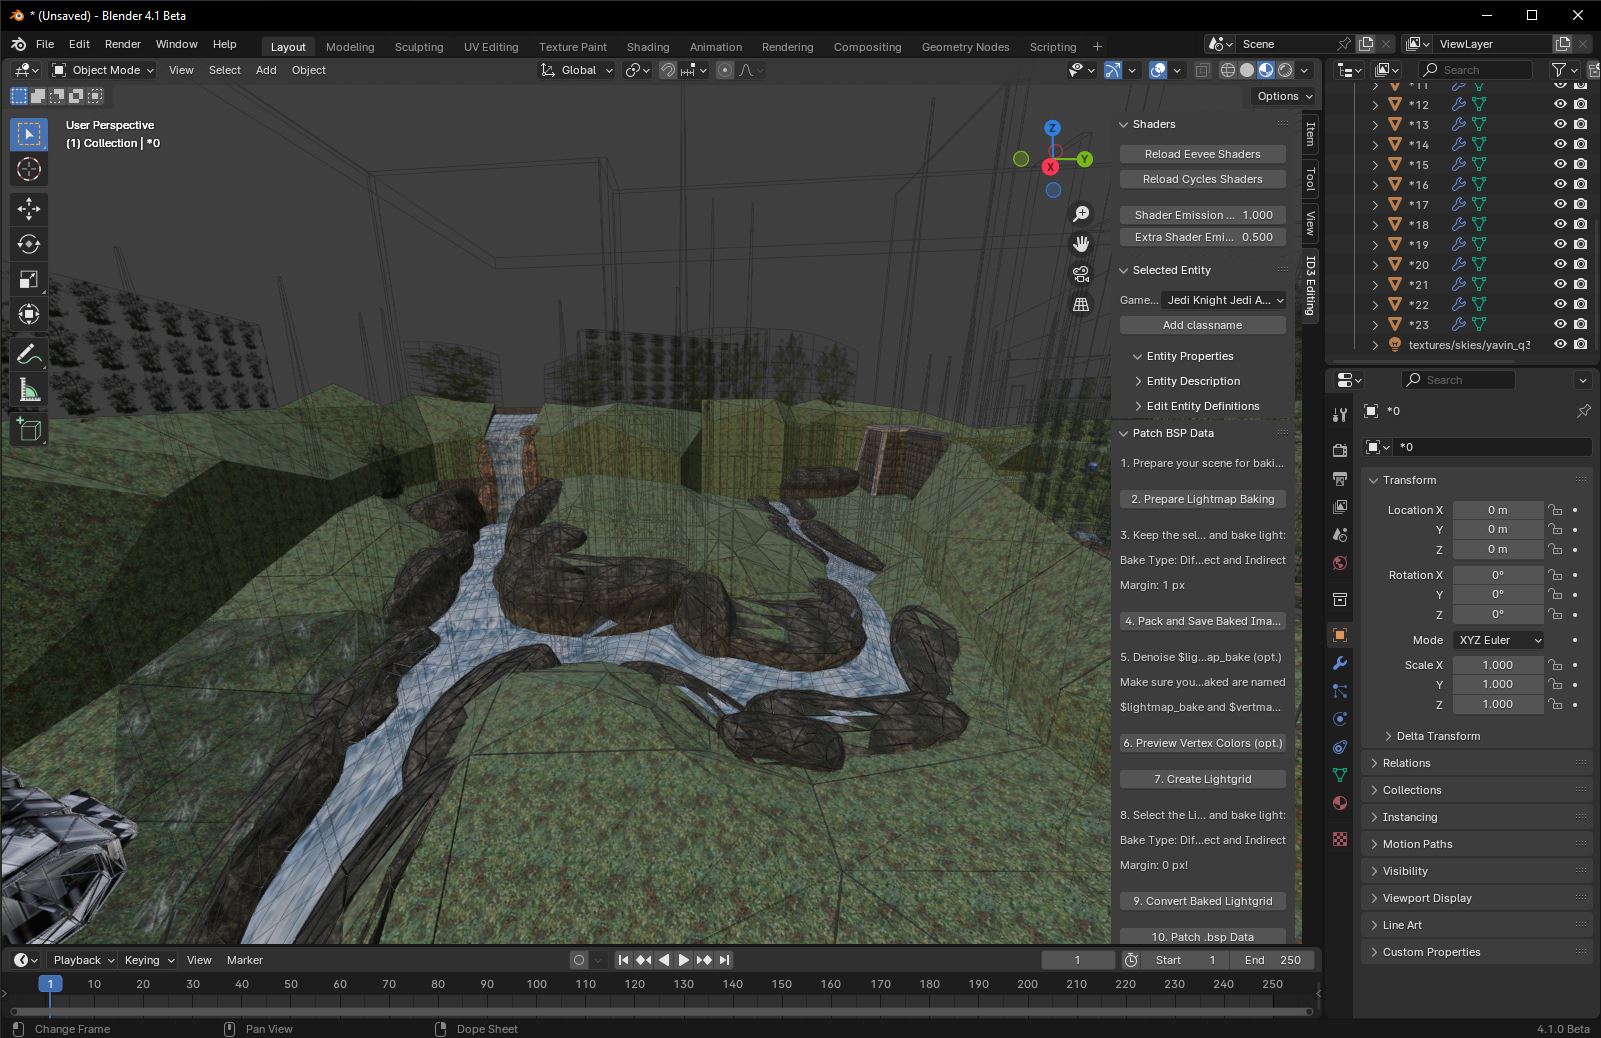 * (Unsaved) - Blender 4.1 Beta
File Edit Render Window Help
Layout Modeling Sculpting UV Editing Texture Paint Shading Animation Rendering Compositing Geometry Nodes Scripting +
Scene
ViewLayer
Object Mode View Select Add Object
Global
Search
Options
User Perspective
(1) Collection | *0
Z
Y
X
Item
Tool
View
ID3 Editing
Shaders
Reload Eevee Shaders
Reload Cycles Shaders
Shader Emission ... 1.000
Extra Shader Emi... 0.500
Selected Entity
Game... Jedi Knight Jedi A...
Add classname
Entity Properties
Entity Description
Edit Entity Definitions
Patch BSP Data
1. Prepare your scene for baki...
2. Prepare Lightmap Baking
3. Keep the sel... and bake light:
Bake Type: Dif...ect and Indirect
Margin: 1 px
4. Pack and Save Baked Ima...
5. Denoise $lig...ap_bake (opt.)
Make sure you...aked are named
$lightmap_bake and $vertma...
6. Preview Vertex Colors (opt.)
7. Create Lightgrid
8. Select the Li... and bake light:
Bake Type: Dif...ect and Indirect
Margin: 0 px!
9. Convert Baked Lightgrid
10. Patch .bsp Data
*11
*12
*13
*14
*15
*16
*17
*18
*19
*20
*21
*22
*23
textures/skies/yavin_q3
Search
*0
*0
Transform
Location X 0 m
Y 0 m
Z 0 m
Rotation X 0°
Y 0°
Z 0°
Mode XYZ Euler
Scale X 1.000
Y 1.000
Z 1.000
Delta Transform
Relations
Collections
Instancing
Motion Paths
Visibility
Viewport Display
Line Art
Custom Properties
Playback Keying View Marker
1
Start 1
End 250
1 10 20 30 40 50 60 70 80 90 100 110 120 130 140 150 160 170 180 190 200 210 220 230 240 250
Change Frame
Pan View
Dope Sheet
4.1.0 Beta